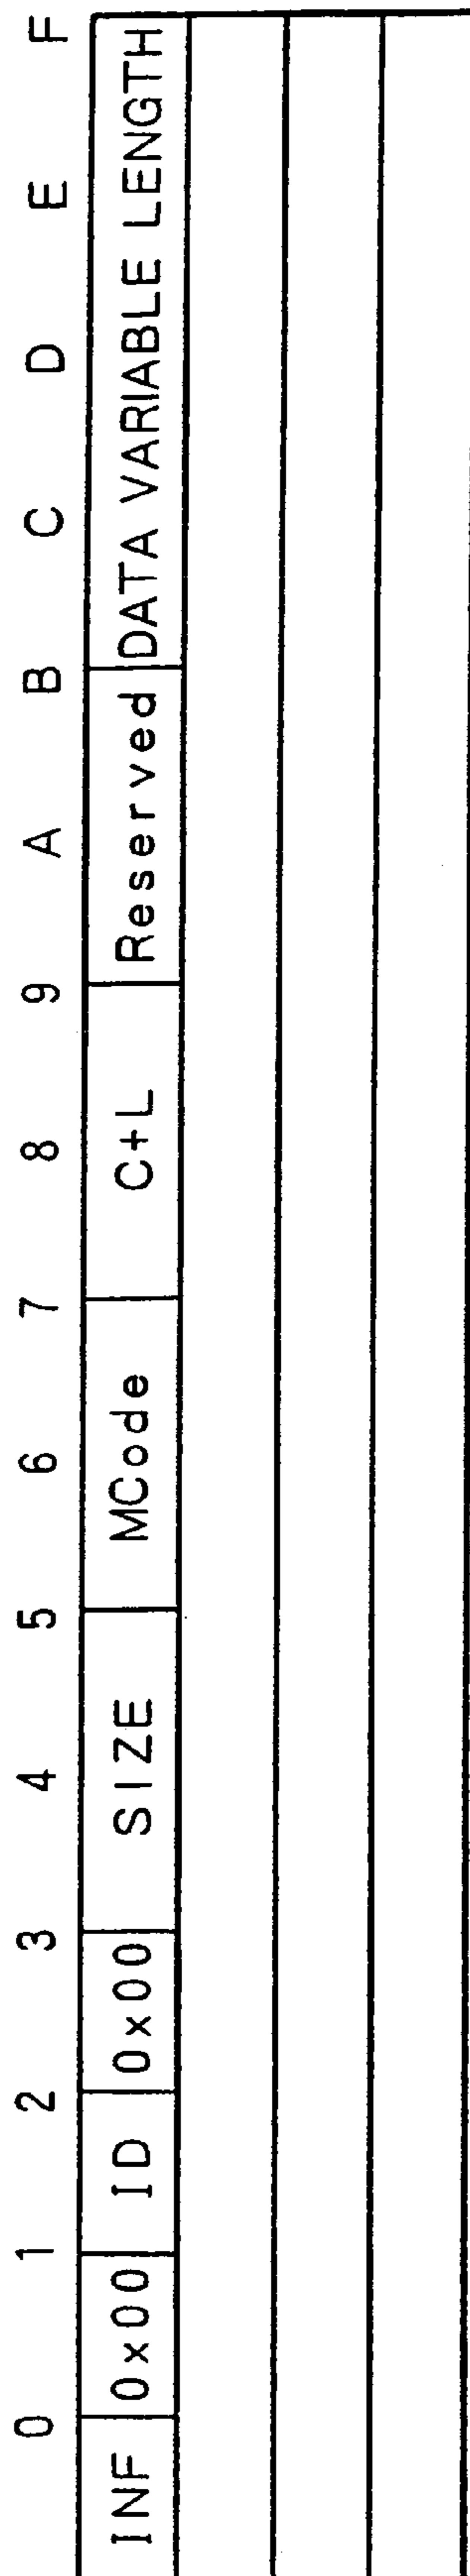 0 1 2 3 4 5 6 7 8 9 A B C D E F
INF 0x00 ID 0x00 SIZE MCode C+L Reserved DATA VARIABLE LENGTH